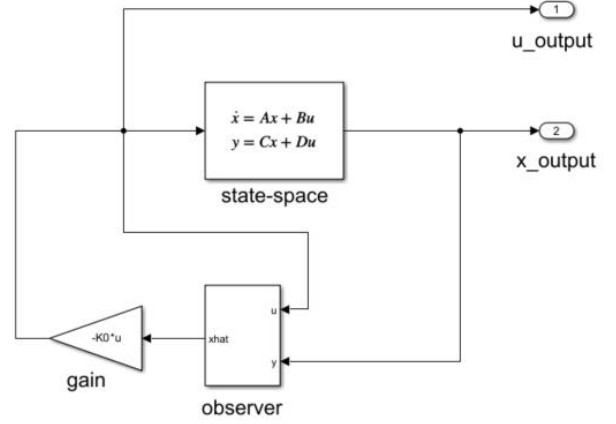 1
u_output
ẋ = Ax + Bu
y = Cx + Du
2
x_output
state-space
u
-K0*u
xhat
y
gain
observer